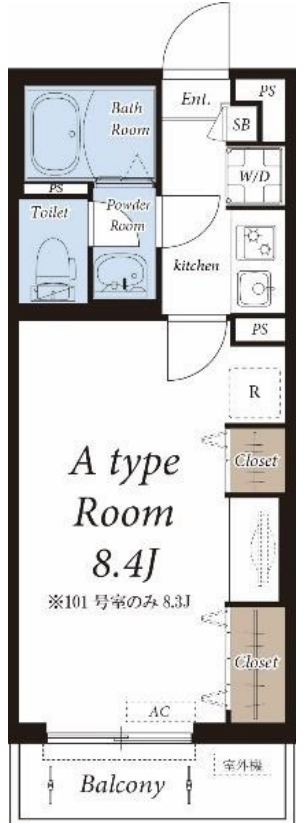 Ent.
PS
Bath
Room
SB
W/D
PS
Toilet
Powder
Room
kitchen
PS
R
A type
Room
8.4J
※101 号室のみ 8.3J
Closet
Closet
AC
室外機
Balcony